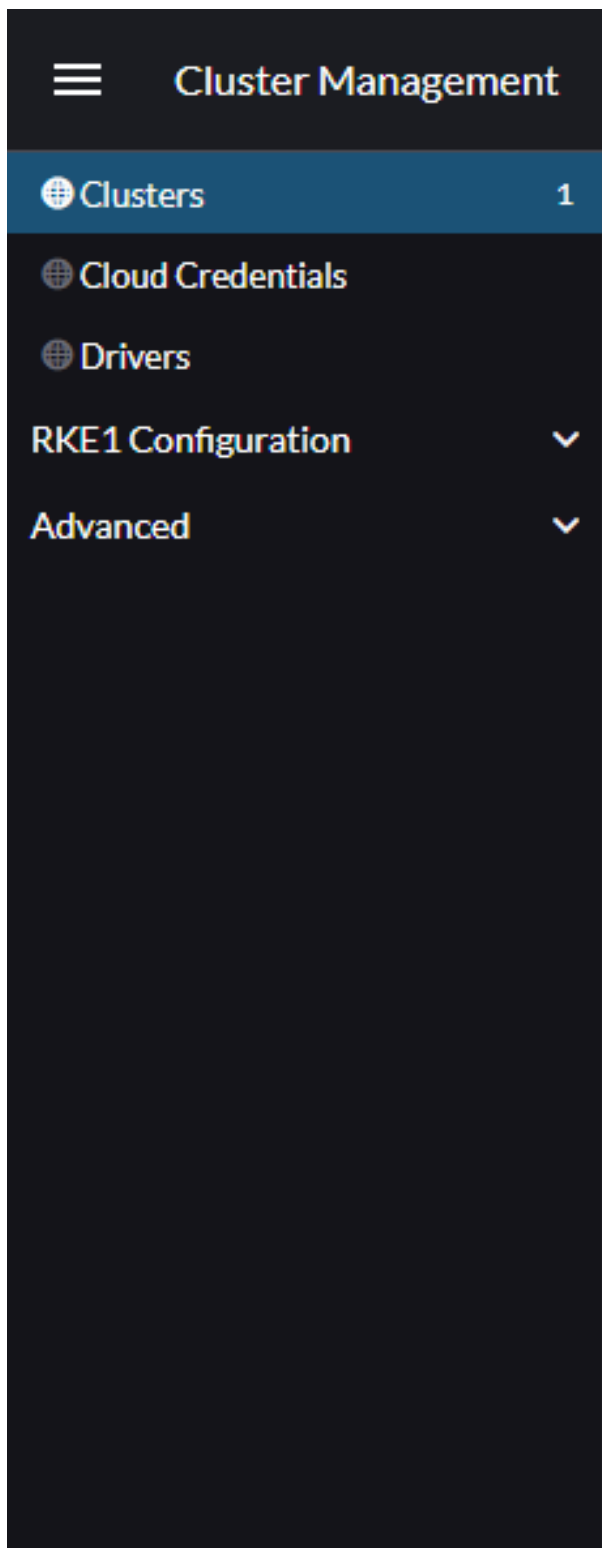 Cluster Management
Clusters 1
Cloud Credentials
Drivers
RKE1 Configuration
Advanced